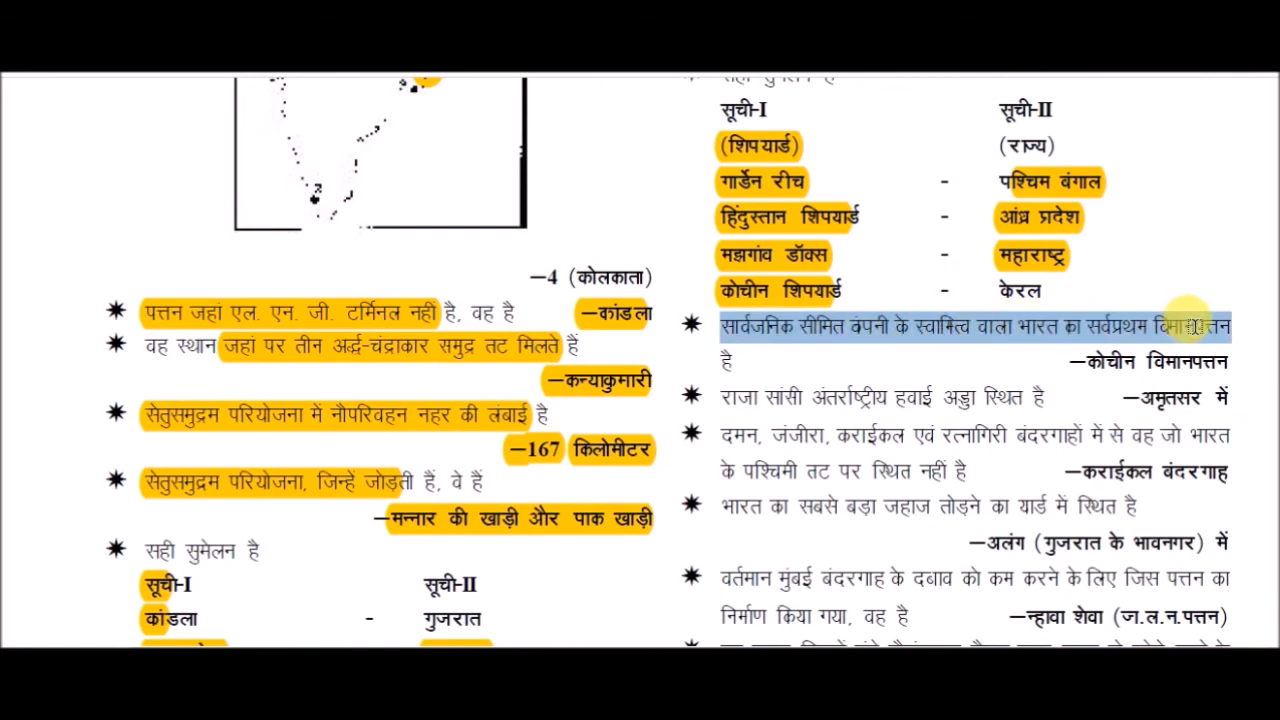 —4 (कोलकाता)
✷ पत्तन जहां एल. एन. जी. टर्मिनल नहीं है, वह है —कांडला
✷ वह स्थान जहां पर तीन अर्द्ध-चंद्राकार समुद्र तट मिलते हैं
—कन्याकुमारी
✷ सेतुसमुद्रम परियोजना में नौपरिवहन नहर की लंबाई है
—167 किलोमीटर
✷ सेतुसमुद्रम परियोजना, जिन्हें जोड़ती हैं, वे हैं
—मन्नार की खाड़ी और पाक खाड़ी
✷ सही सुमेलन है
सूची-I सूची-II
कांडला - गुजरात
सूची-I सूची-II
(शिपयार्ड) (राज्य)
गार्डेन रीच - पश्चिम बंगाल
हिंदुस्तान शिपयार्ड - आंध्र प्रदेश
मझगांव डॉक्स - महाराष्ट्र
कोचीन शिपयार्ड - केरल
✷ सार्वजनिक सीमित कंपनी के स्वामित्व वाला भारत का सर्वप्रथम विमानपत्तन
है —कोचीन विमानपत्तन
✷ राजा सांसी अंतर्राष्ट्रीय हवाई अड्डा स्थित है —अमृतसर में
✷ दमन, जंजीरा, कराईकल एवं रत्नागिरी बंदरगाहों में से वह जो भारत
के पश्चिमी तट पर स्थित नहीं है —कराईकल बंदरगाह
✷ भारत का सबसे बड़ा जहाज तोड़ने का यार्ड में स्थित है
—अलंग (गुजरात के भावनगर) में
✷ वर्तमान मुंबई बंदरगाह के दबाव को कम करने के लिए जिस पत्तन का
निर्माण किया गया, वह है —न्हावा शेवा (ज.ल.न.पत्तन)